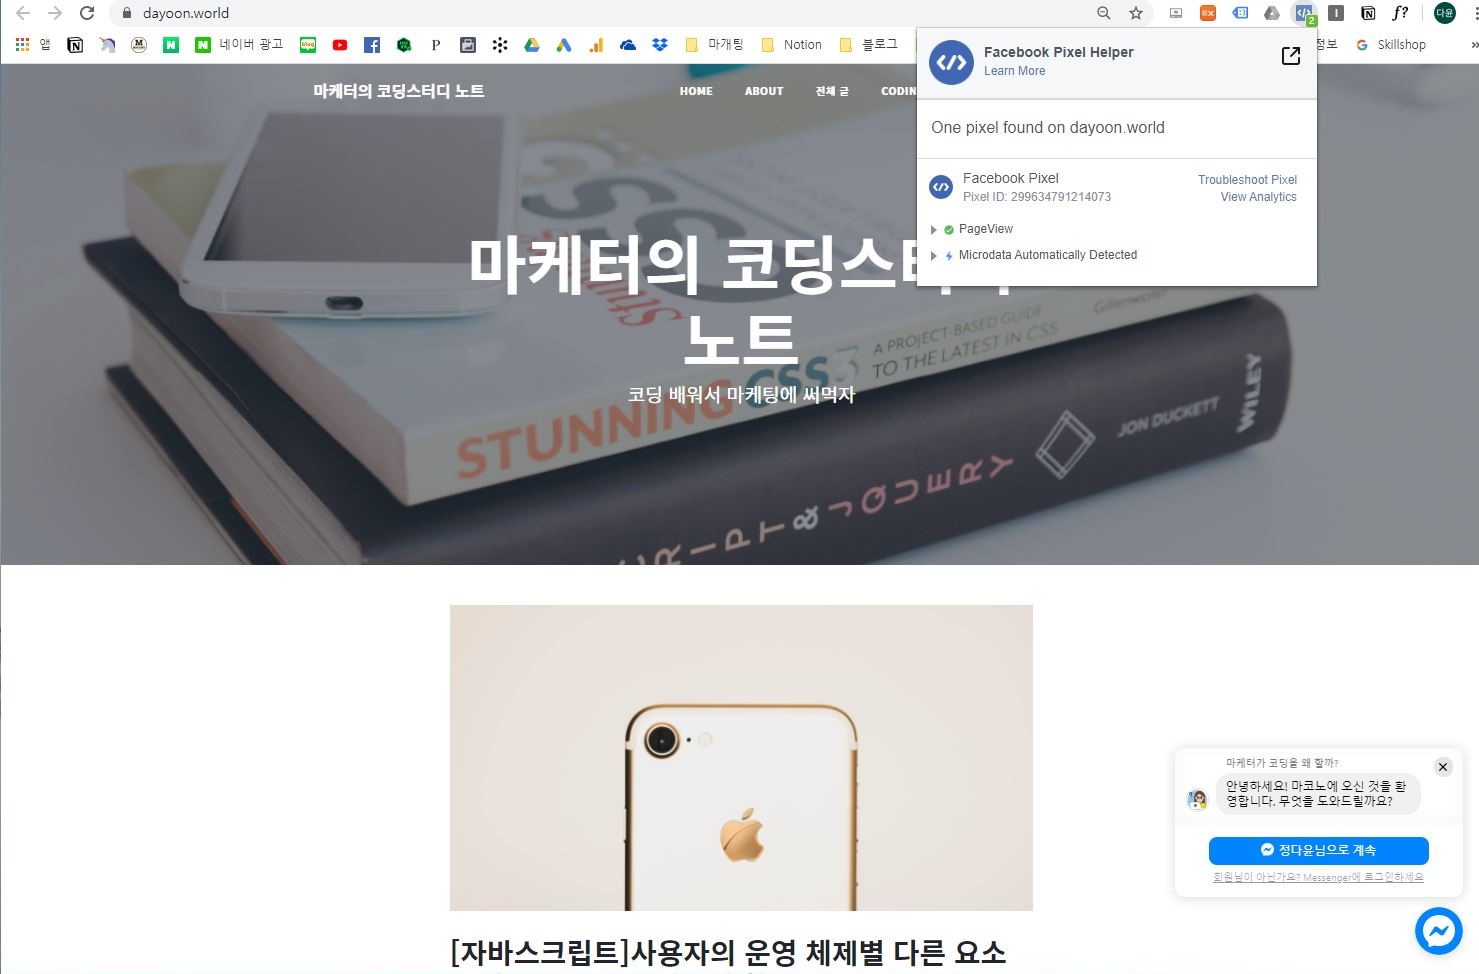 dayoon.world
앱
네이버 광고
마개팅
Notion
블로그
정보
Skillshop
Facebook Pixel Helper
Learn More
One pixel found on dayoon.world
Facebook Pixel
Pixel ID: 299634791214073
Troubleshoot Pixel
View Analytics
PageView
Microdata Automatically Detected
마케터의 코딩스터디 노트
HOME
ABOUT
전체 글
CODIN
마케터의 코딩스터디
노트
코딩 배워서 마케팅에 써먹자
A PROJECT-BASED GUIDE
TO THE LATEST IN CSS
Gillenwater
STUNNING CSS3
WILEY
JON DUCKETT
CRIPT & JQUERY
마케터가 코딩을 왜 할까?
안녕하세요! 마코노에 오신 것을 환
영합니다. 무엇을 도와드릴까요?
정다윤님으로 계속
회원님이 아닌가요? Messenger에 로그인하세요
[자바스크립트]사용자의 운영 체제별 다른 요소